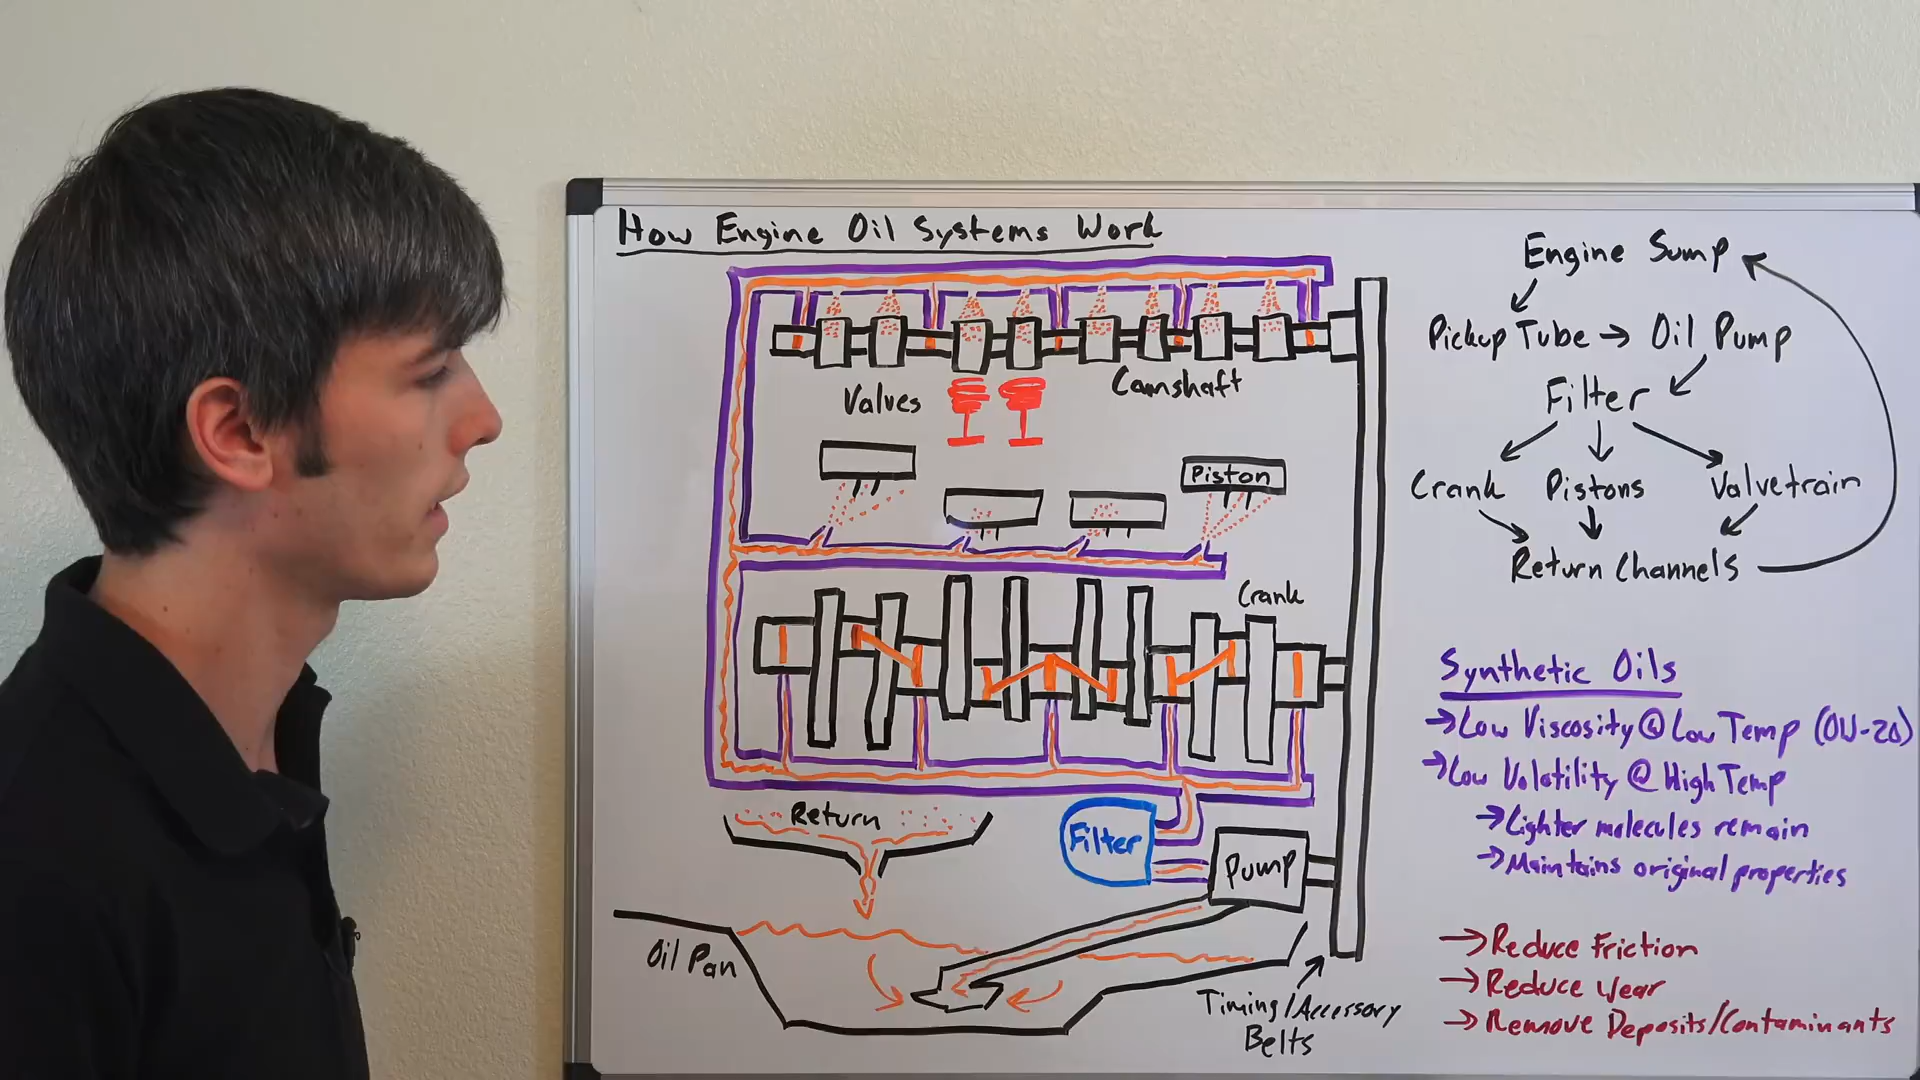 How Engine Oil Systems Work
Valves
Camshaft
Piston
Crank
Return
Filter
Pump
Oil Pan
Timing/Accessory
Belts
Engine Sump
Pickup Tube → Oil Pump
Filter
Crank Pistons Valvetrain
Return Channels
Synthetic Oils
→ Low Viscosity @ Low Temp (0W-20)
→ Low Volatility @ High Temp
→ Lighter molecules remain
→ Maintains original properties
→ Reduce Friction
→ Reduce Wear
→ Remove Deposits/Contaminants